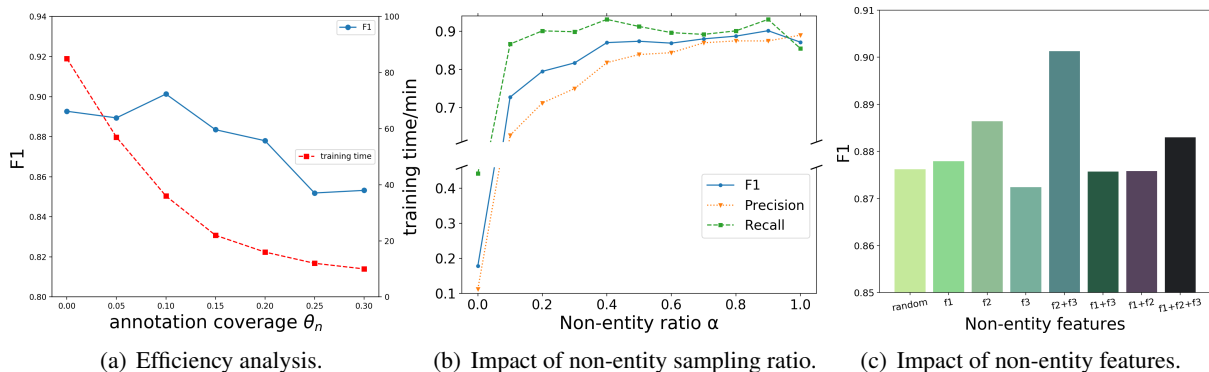 0.94
0.92
0.90
0.88
0.86
0.84
0.82
0.80
F1
0.00 0.05 0.10 0.15 0.20 0.25 0.30
annotation coverage θn
100
80
60
40
20
0
training time/min
F1
training time
(a) Efficiency analysis.
0.9
0.8
0.7
0.4
0.3
0.2
0.1
0.0 0.2 0.4 0.6 0.8 1.0
Non-entity ratio α
F1
Precision
Recall
(b) Impact of non-entity sampling ratio.
0.91
0.90
0.89
0.88
0.87
0.86
0.85
F1
random f1 f2 f3 f2+f3 f1+f3 f1+f2 f1+f2+f3
Non-entity features
(c) Impact of non-entity features.